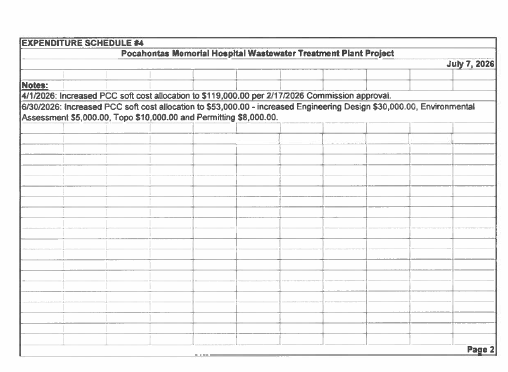 EXPENDITURE SCHEDULE #4
Pocahontas Memorial Hospital Wastewater Treatment Plant Project
July 7, 2026
Notes:
4/1/2026: Increased PCC soft cost allocation to $119,000.00 per 2/17/2026 Commission approval.
6/30/2026: Increased PCC soft cost allocation to $53,000.00 - increased Engineering Design $30,000.00, Environmental
Assessment $5,000.00, Topo $10,000.00 and Permitting $8,000.00.
Page 2